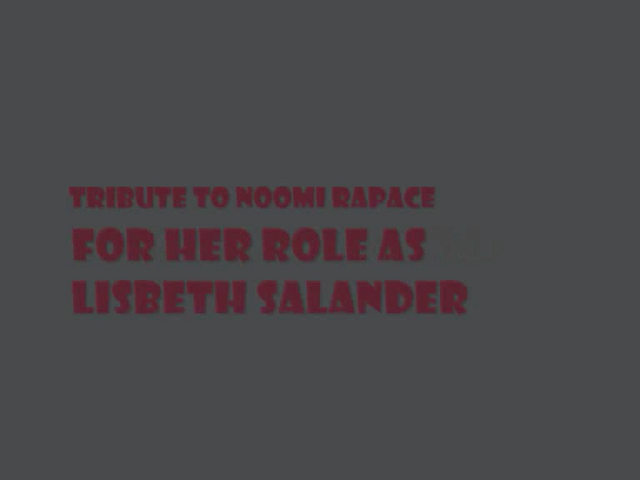 TRIBUTE TO NOOMI RAPACE
FOR HER ROLE AS
LISBETH SALANDER